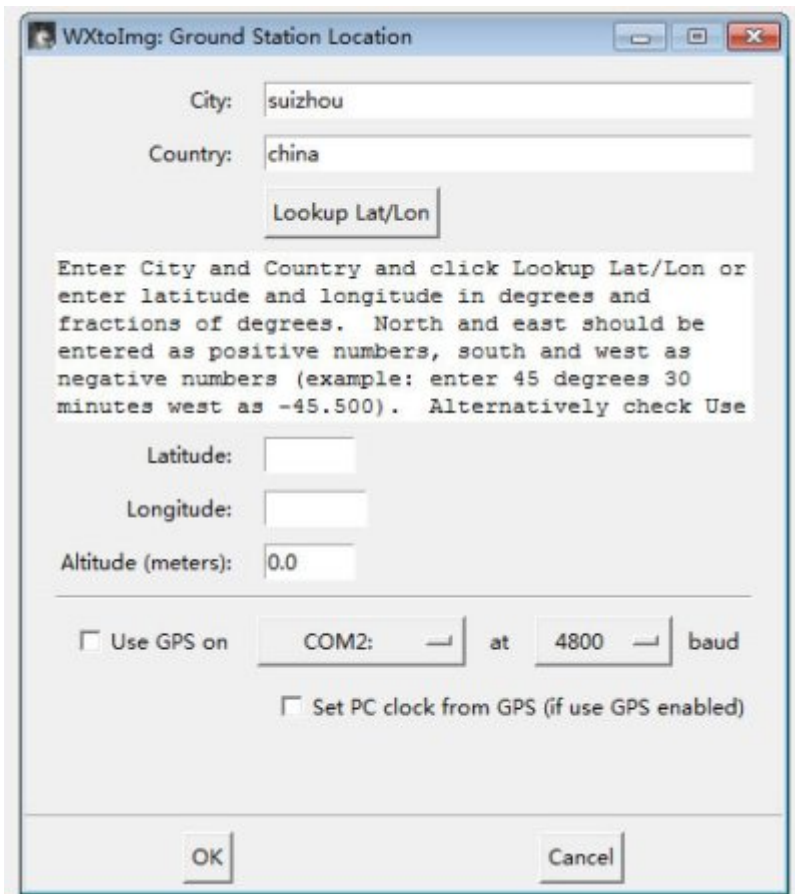 WXtoImg: Ground Station Location
City: suizhou
Country: china
Lookup Lat/Lon
Enter City and Country and click Lookup Lat/Lon or
enter latitude and longitude in degrees and
fractions of degrees.  North and east should be
entered as positive numbers, south and west as
negative numbers (example: enter 45 degrees 30
minutes west as -45.500).  Alternatively check Use
Latitude:
Longitude:
Altitude (meters): 0.0
Use GPS on COM2: at 4800 baud
Set PC clock from GPS (if use GPS enabled)
OK Cancel